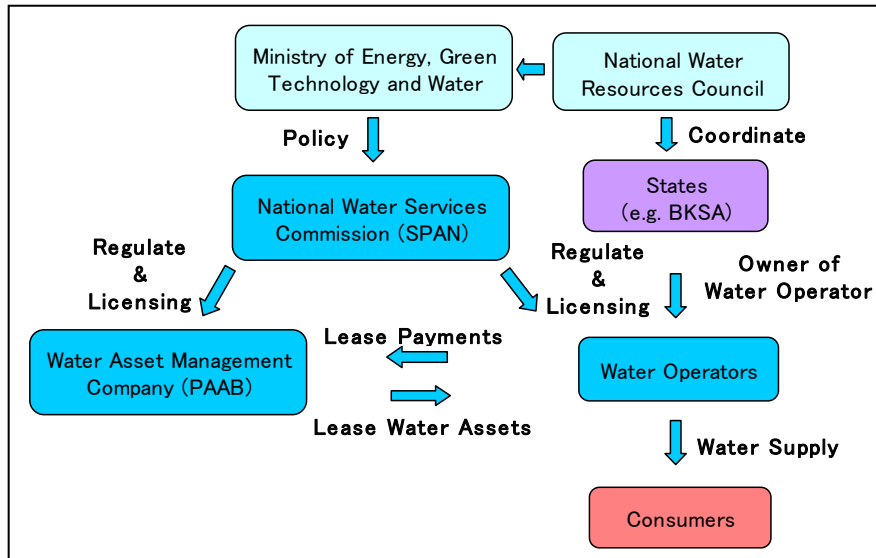 Ministry of Energy, Green
Technology and Water
National Water
Resources Council
Policy
Coordinate
States
(e.g. BKSA)
National Water Services
Commission (SPAN)
Regulate
&
Licensing
Regulate
&
Licensing
Owner of
Water Operator
Lease Payments
Water Asset Management
Company (PAAB)
Water Operators
Lease Water Assets
Water Supply
Consumers